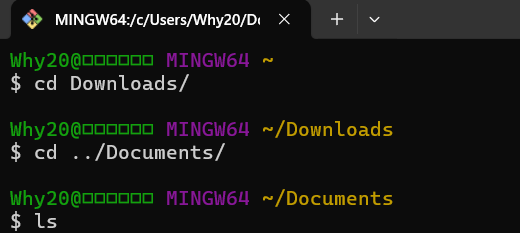 MINGW64:/c/Users/Why20/Do
Why20@□□□□□□ MINGW64 ~
$ cd Downloads/
Why20@□□□□□□ MINGW64 ~/Downloads
$ cd ../Documents/
Why20@□□□□□□ MINGW64 ~/Documents
$ ls